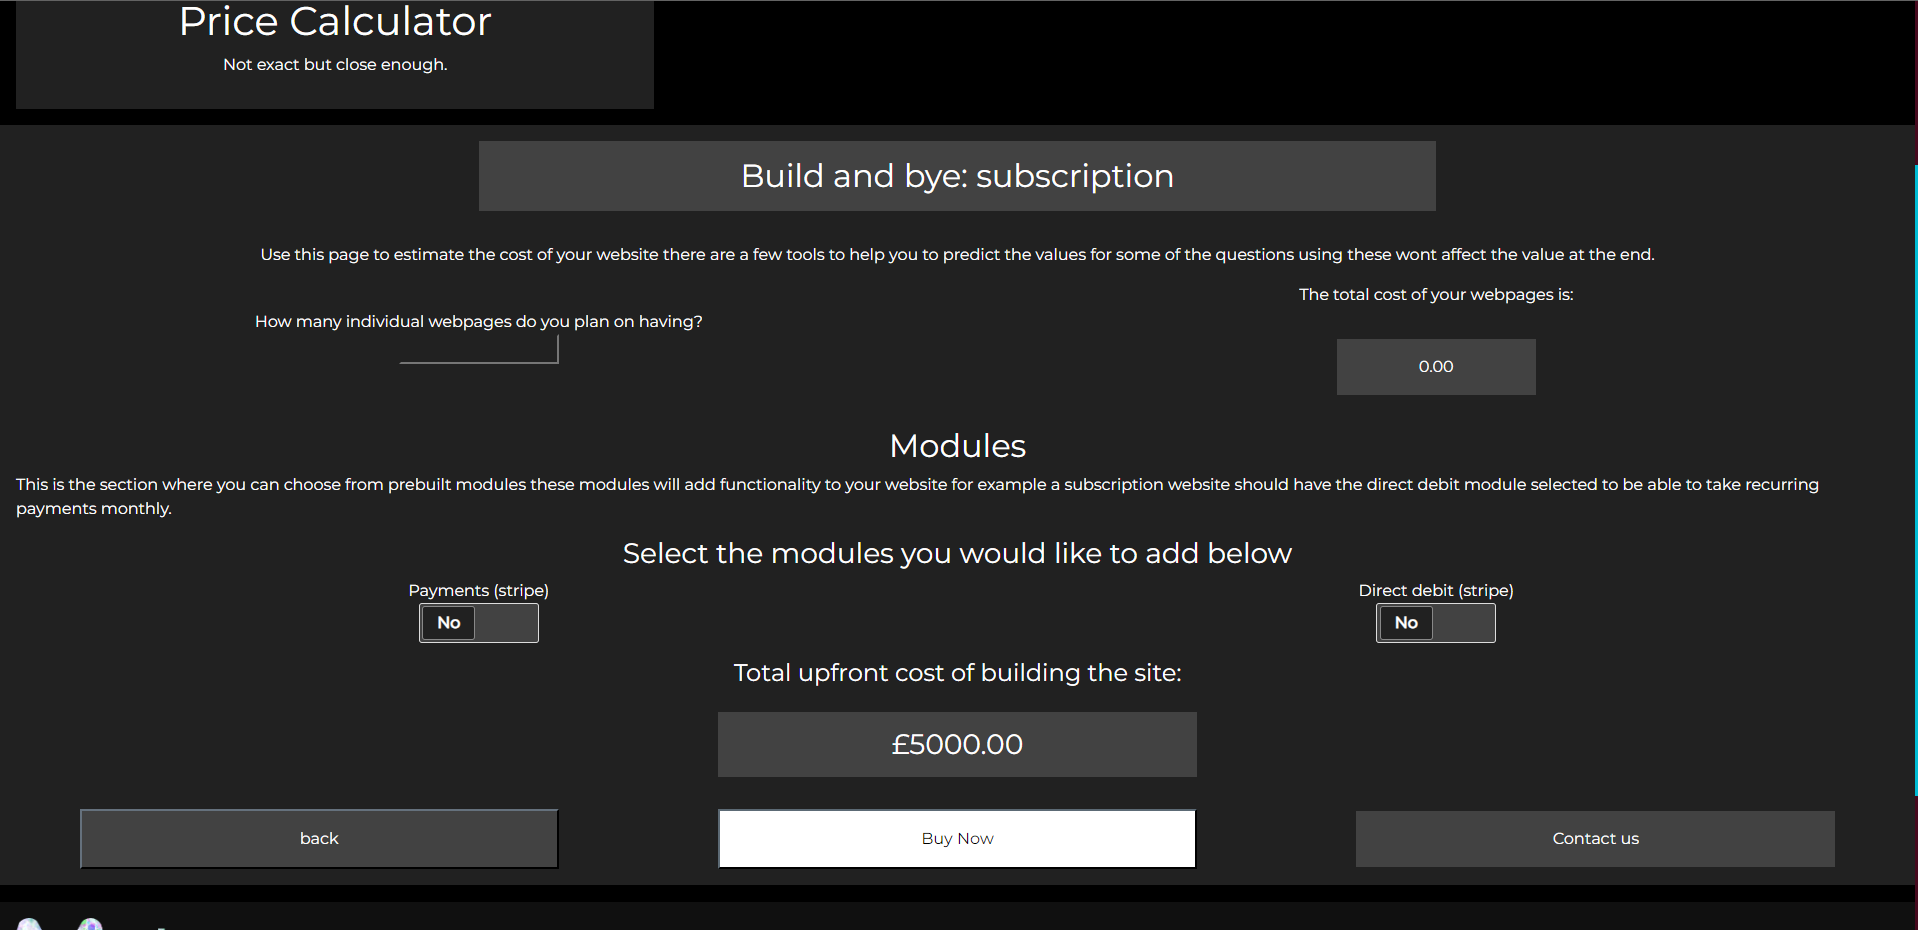 Price Calculator
Not exact but close enough.
Build and bye: subscription
Use this page to estimate the cost of your website there are a few tools to help you to predict the values for some of the questions using these wont affect the value at the end.
The total cost of your webpages is:
How many individual webpages do you plan on having?
0.00
Modules
This is the section where you can choose from prebuilt modules these modules will add functionality to your website for example a subscription website should have the direct debit module selected to be able to take recurring
payments monthly.
Select the modules you would like to add below
Payments (stripe)
No
Direct debit (stripe)
No
Total upfront cost of building the site:
£5000.00
back
Buy Now
Contact us